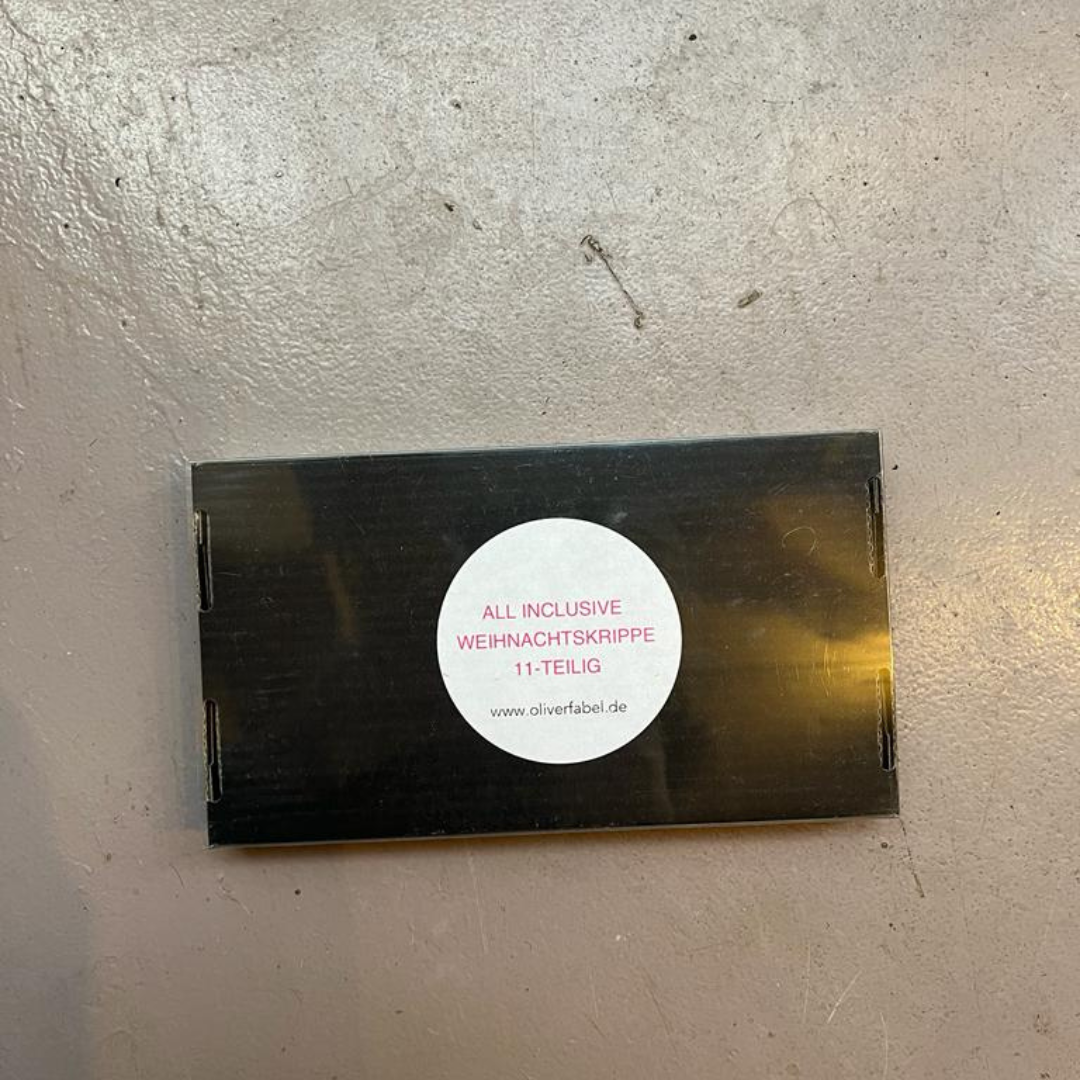 ALL INCLUSIVE
WEIHNACHTSKRIPPE
11-TEILIG
www.oliverfabel.de